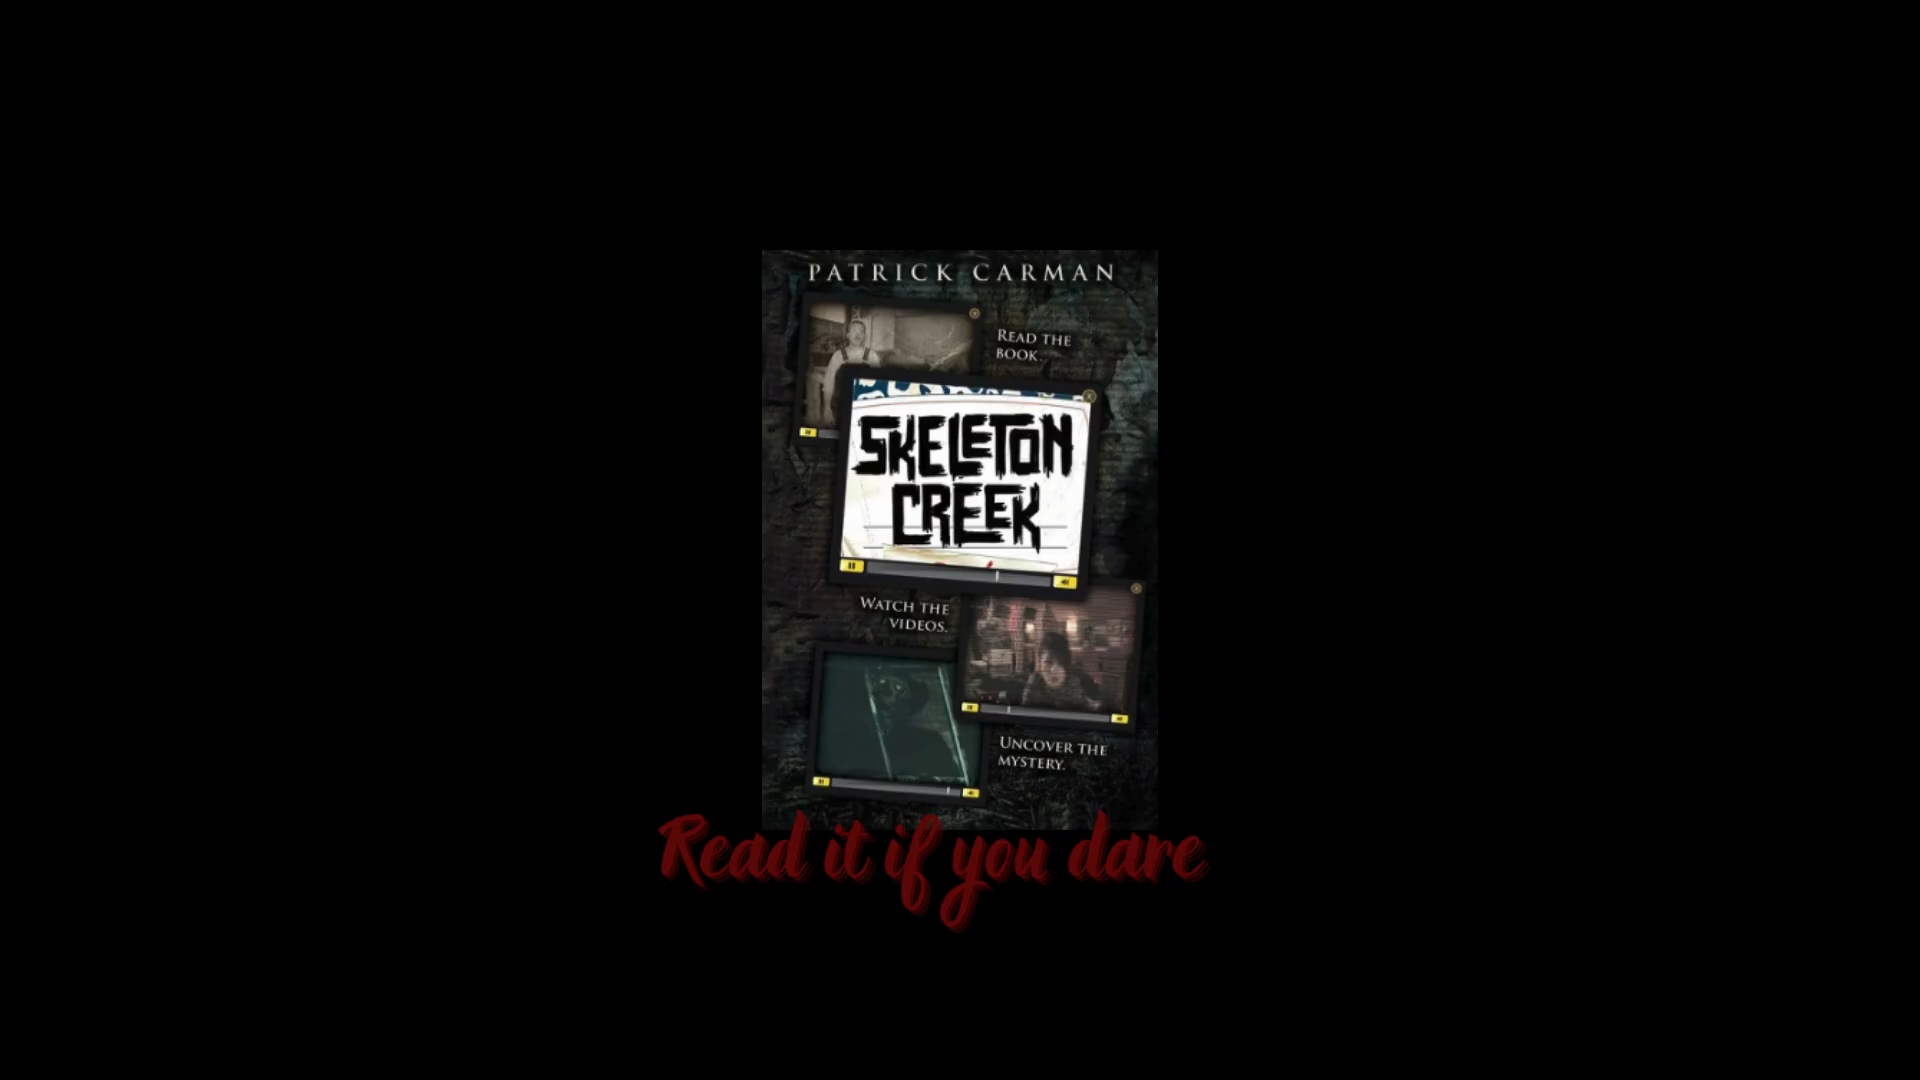 PATRICK CARMAN
READ THE
BOOK.
SKELETON
CREEK
WATCH THE
VIDEOS.
UNCOVER THE
MYSTERY.
Read it if you dare